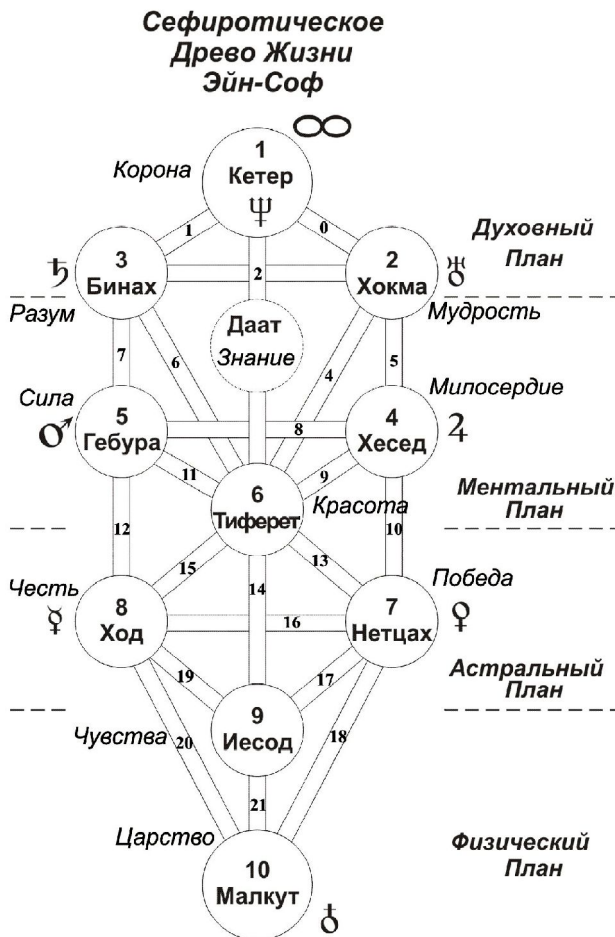 Сефиротическое
Древо Жизни
Эйн-Соф
1
Корона
Кетер
1
0
Духовный
План
3
Бинах
2
2
Хокма
Разум
Даат
Знание
Мудрость
7
6
4
5
Сила
Милосердие
5
Гебура
8
4
Хесед
11
9
6
Тиферет
Красота
Ментальный
План
12
10
15
13
Честь
14
Победа
8
Ход
16
7
Нетцах
19
17
Астральный
План
9
Иесод
Чувства
20
18
21
Царство
10
Малкут
Физический
План